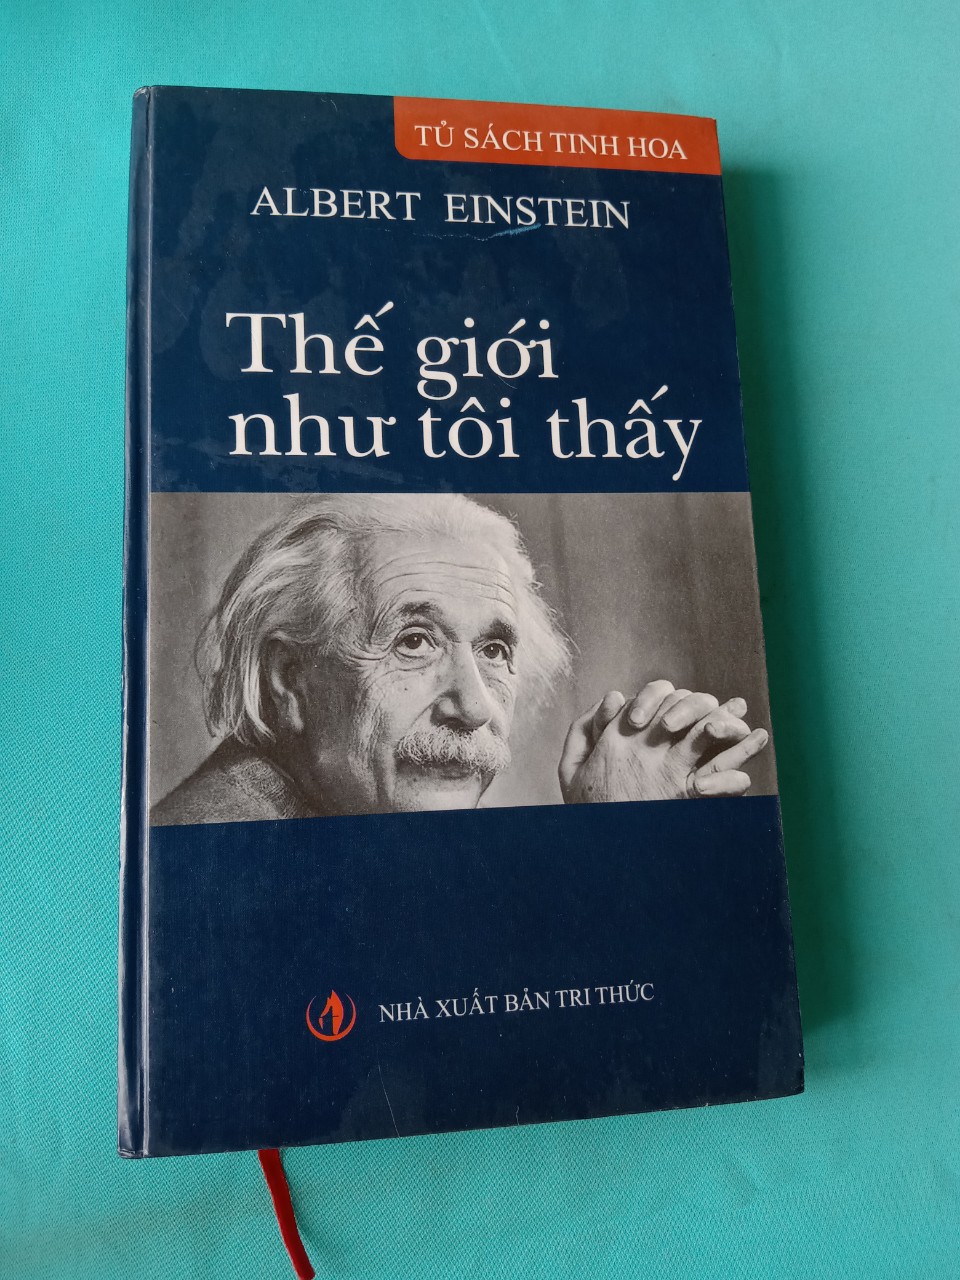 TỦ SÁCH TINH HOA
ALBERT EINSTEIN
Thế giới
như tôi thấy
NHÀ XUẤT BẢN TRI THỨC